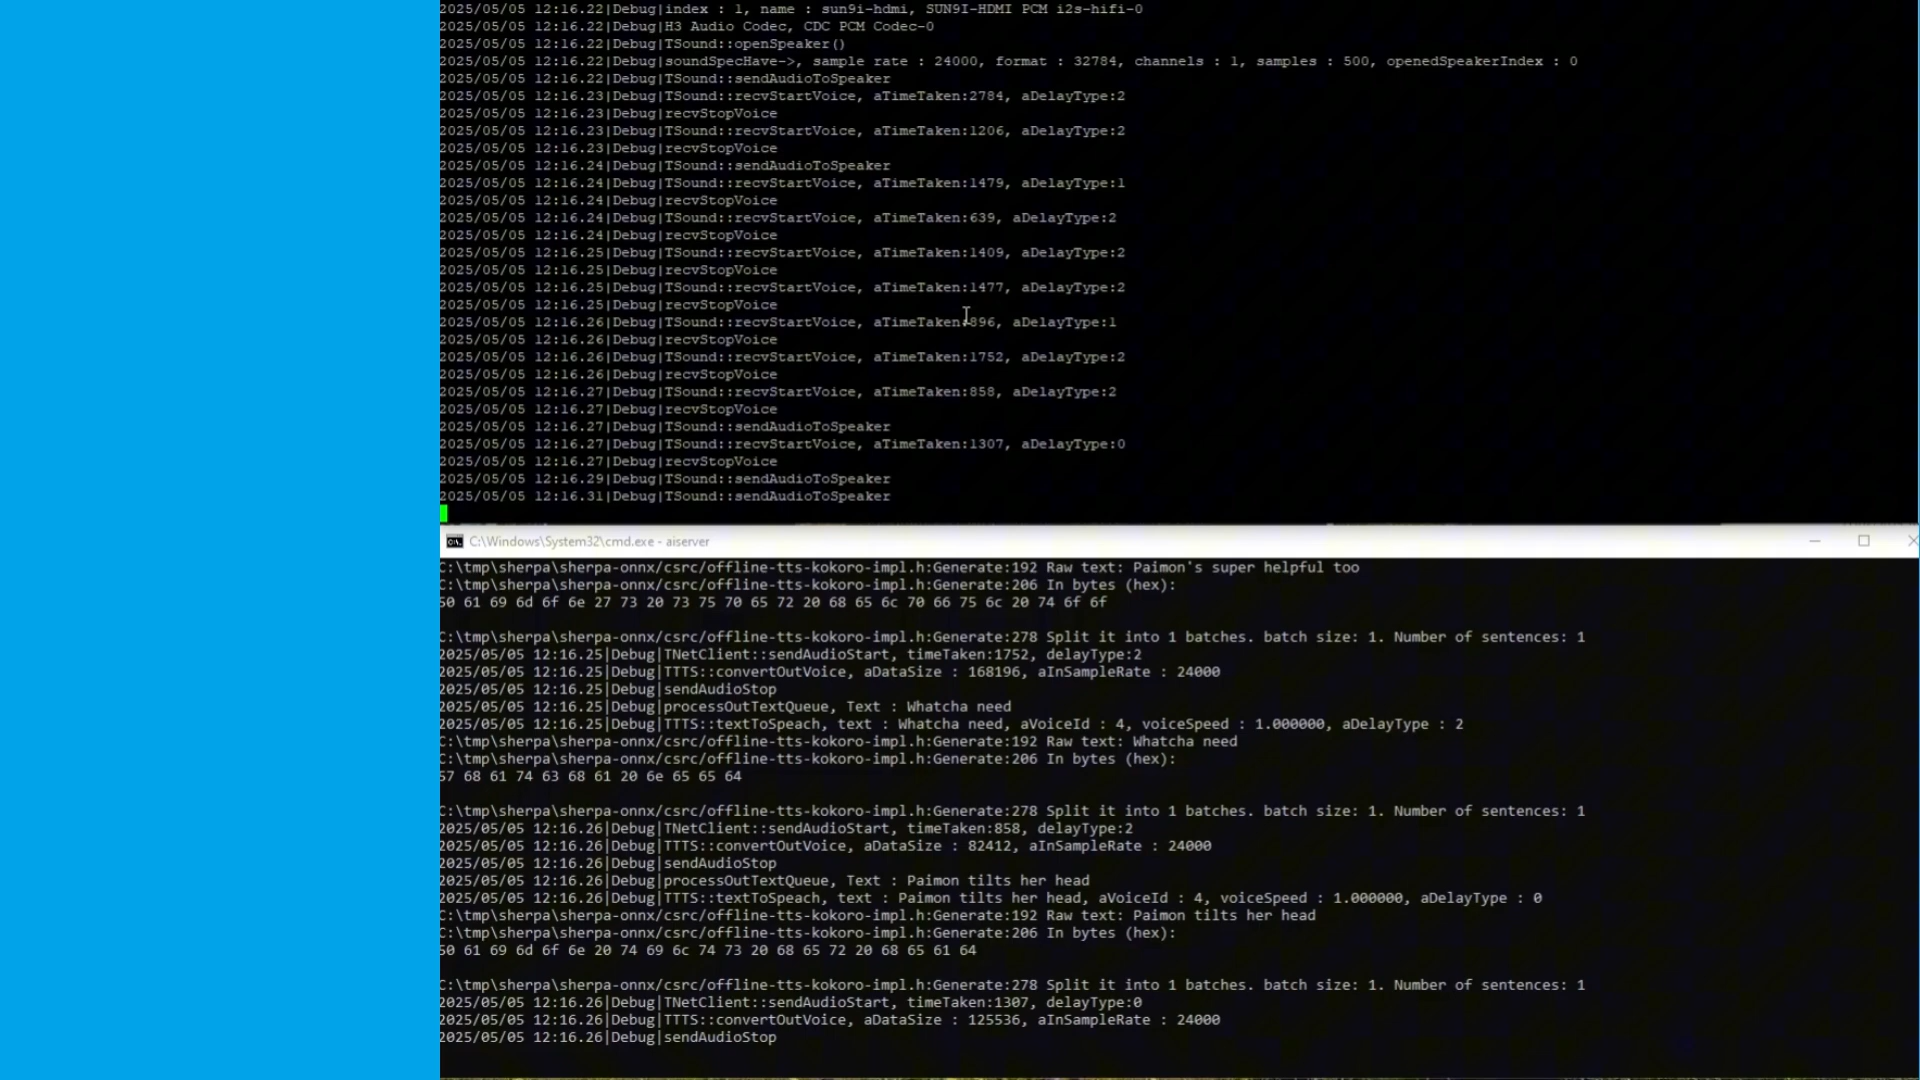 2025/05/05 12:16.22|Debug|index : 1, name : sun9i-hdmi, SUN9I-HDMI PCM i2s-hifi-0
2025/05/05 12:16.22|Debug|H3 Audio Codec, CDC PCM Codec-0
2025/05/05 12:16.22|Debug|TSound::openSpeaker()
2025/05/05 12:16.22|Debug|soundSpecHave->, sample rate : 24000, format : 32784, channels : 1, samples : 500, openedSpeakerIndex : 0
2025/05/05 12:16.22|Debug|TSound::sendAudioToSpeaker
2025/05/05 12:16.23|Debug|TSound::recvStartVoice, aTimeTaken:2784, aDelayType:2
2025/05/05 12:16.23|Debug|recvStopVoice
2025/05/05 12:16.23|Debug|TSound::recvStartVoice, aTimeTaken:1206, aDelayType:2
2025/05/05 12:16.23|Debug|recvStopVoice
2025/05/05 12:16.24|Debug|TSound::sendAudioToSpeaker
2025/05/05 12:16.24|Debug|TSound::recvStartVoice, aTimeTaken:1479, aDelayType:1
2025/05/05 12:16.24|Debug|recvStopVoice
2025/05/05 12:16.24|Debug|TSound::recvStartVoice, aTimeTaken:639, aDelayType:2
2025/05/05 12:16.24|Debug|recvStopVoice
2025/05/05 12:16.25|Debug|TSound::recvStartVoice, aTimeTaken:1409, aDelayType:2
2025/05/05 12:16.25|Debug|recvStopVoice
2025/05/05 12:16.25|Debug|TSound::recvStartVoice, aTimeTaken:1477, aDelayType:2
2025/05/05 12:16.25|Debug|recvStopVoice
2025/05/05 12:16.26|Debug|TSound::recvStartVoice, aTimeTaken:896, aDelayType:1
2025/05/05 12:16.26|Debug|recvStopVoice
2025/05/05 12:16.26|Debug|TSound::recvStartVoice, aTimeTaken:1752, aDelayType:2
2025/05/05 12:16.26|Debug|recvStopVoice
2025/05/05 12:16.27|Debug|TSound::recvStartVoice, aTimeTaken:858, aDelayType:2
2025/05/05 12:16.27|Debug|recvStopVoice
2025/05/05 12:16.27|Debug|TSound::sendAudioToSpeaker
2025/05/05 12:16.27|Debug|TSound::recvStartVoice, aTimeTaken:1307, aDelayType:0
2025/05/05 12:16.27|Debug|recvStopVoice
2025/05/05 12:16.29|Debug|TSound::sendAudioToSpeaker
2025/05/05 12:16.31|Debug|TSound::sendAudioToSpeaker
C:\Windows\System32\cmd.exe - aiserver
C:\tmp\sherpa\sherpa-onnx/csrc/offline-tts-kokoro-impl.h:Generate:192 Raw text: Paimon's super helpful too
C:\tmp\sherpa\sherpa-onnx/csrc/offline-tts-kokoro-impl.h:Generate:206 In bytes (hex):
50 61 69 6d 6f 6e 27 73 20 73 75 70 65 72 20 68 65 6c 70 66 75 6c 20 74 6f 6f
C:\tmp\sherpa\sherpa-onnx/csrc/offline-tts-kokoro-impl.h:Generate:278 Split it into 1 batches. batch size: 1. Number of sentences: 1
2025/05/05 12:16.25|Debug|TNetClient::sendAudioStart, timeTaken:1752, delayType:2
2025/05/05 12:16.25|Debug|TTTS::convertOutVoice, aDataSize : 168196, aInSampleRate : 24000
2025/05/05 12:16.25|Debug|sendAudioStop
2025/05/05 12:16.25|Debug|processOutTextQueue, Text : Whatcha need
2025/05/05 12:16.25|Debug|TTTS::textToSpeach, text : Whatcha need, aVoiceId : 4, voiceSpeed : 1.000000, aDelayType : 2
C:\tmp\sherpa\sherpa-onnx/csrc/offline-tts-kokoro-impl.h:Generate:192 Raw text: Whatcha need
C:\tmp\sherpa\sherpa-onnx/csrc/offline-tts-kokoro-impl.h:Generate:206 In bytes (hex):
57 68 61 74 63 68 61 20 6e 65 65 64
C:\tmp\sherpa\sherpa-onnx/csrc/offline-tts-kokoro-impl.h:Generate:278 Split it into 1 batches. batch size: 1. Number of sentences: 1
2025/05/05 12:16.26|Debug|TNetClient::sendAudioStart, timeTaken:858, delayType:2
2025/05/05 12:16.26|Debug|TTTS::convertOutVoice, aDataSize : 82412, aInSampleRate : 24000
2025/05/05 12:16.26|Debug|sendAudioStop
2025/05/05 12:16.26|Debug|processOutTextQueue, Text : Paimon tilts her head
2025/05/05 12:16.26|Debug|TTTS::textToSpeach, text : Paimon tilts her head, aVoiceId : 4, voiceSpeed : 1.000000, aDelayType : 0
C:\tmp\sherpa\sherpa-onnx/csrc/offline-tts-kokoro-impl.h:Generate:192 Raw text: Paimon tilts her head
C:\tmp\sherpa\sherpa-onnx/csrc/offline-tts-kokoro-impl.h:Generate:206 In bytes (hex):
50 61 69 6d 6f 6e 20 74 69 6c 74 73 20 68 65 72 20 68 65 61 64
C:\tmp\sherpa\sherpa-onnx/csrc/offline-tts-kokoro-impl.h:Generate:278 Split it into 1 batches. batch size: 1. Number of sentences: 1
2025/05/05 12:16.26|Debug|TNetClient::sendAudioStart, timeTaken:1307, delayType:0
2025/05/05 12:16.26|Debug|TTTS::convertOutVoice, aDataSize : 125536, aInSampleRate : 24000
2025/05/05 12:16.26|Debug|sendAudioStop